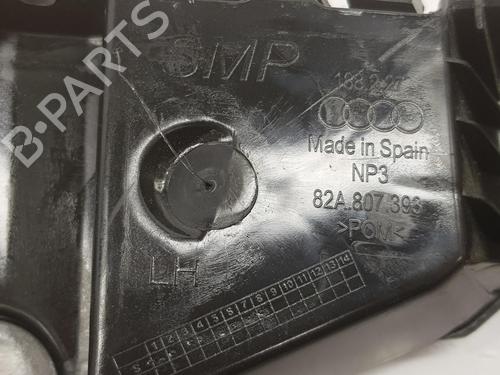 SMP
Made in Spain
NP3
82A.807.393
>POM<
LH
1 2 3 4 5 6 7 8 9 10 11 12 13 14
S
B-PARTS